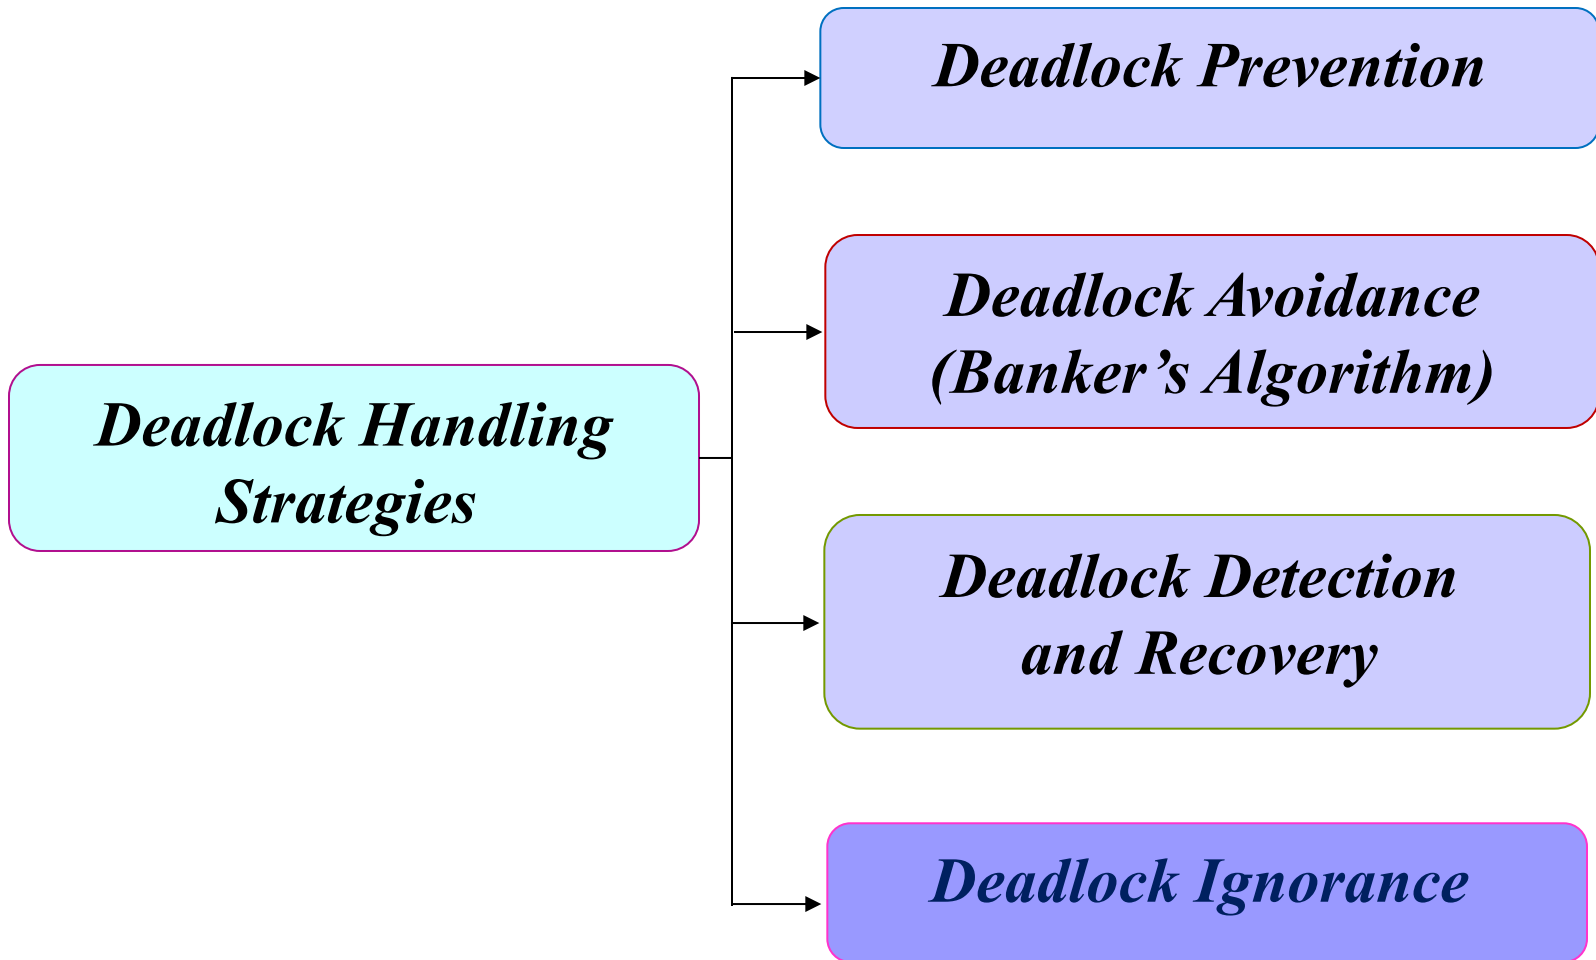 Deadlock Prevention
Deadlock Avoidance
(Banker’s Algorithm)
Deadlock Handling
Strategies
Deadlock Detection
and Recovery
Deadlock Ignorance